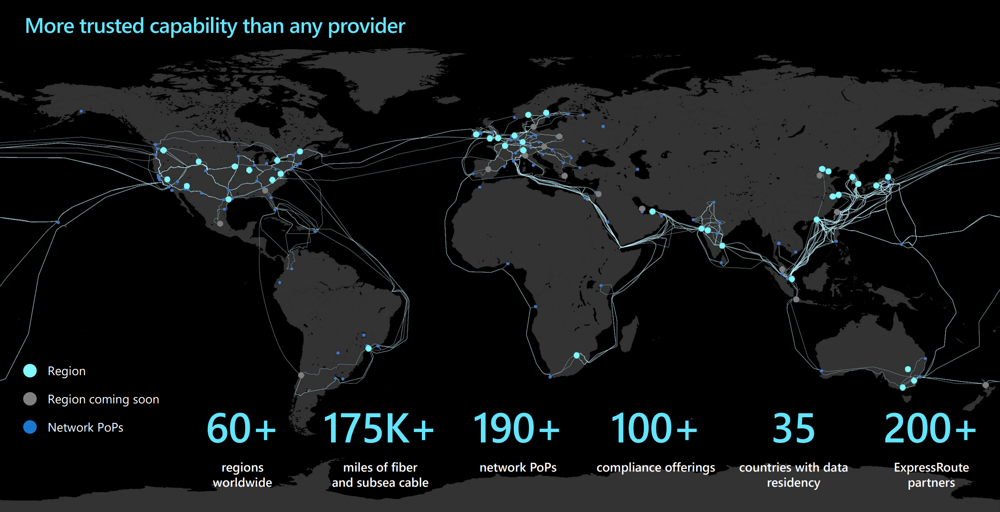 More trusted capability than any provider
Region
Region coming soon
Network PoPs
60+
regions
worldwide
175K+
miles of fiber
and subsea cable
190+
network PoPs
100+
compliance offerings
35
countries with data
residency
200+
ExpressRoute
partners